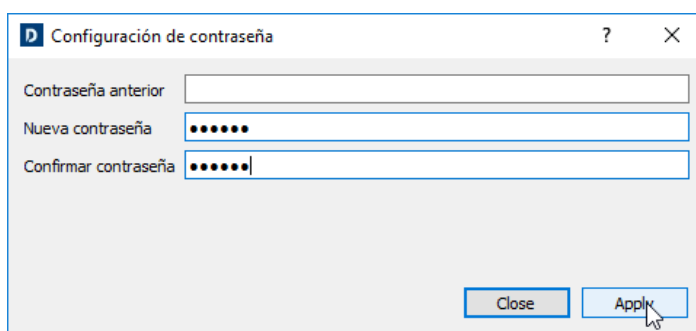 D Configuración de contraseña ?
Contraseña anterior
Nueva contraseña ●●●●●●
Confirmar contraseña ●●●●●●
Close Apply